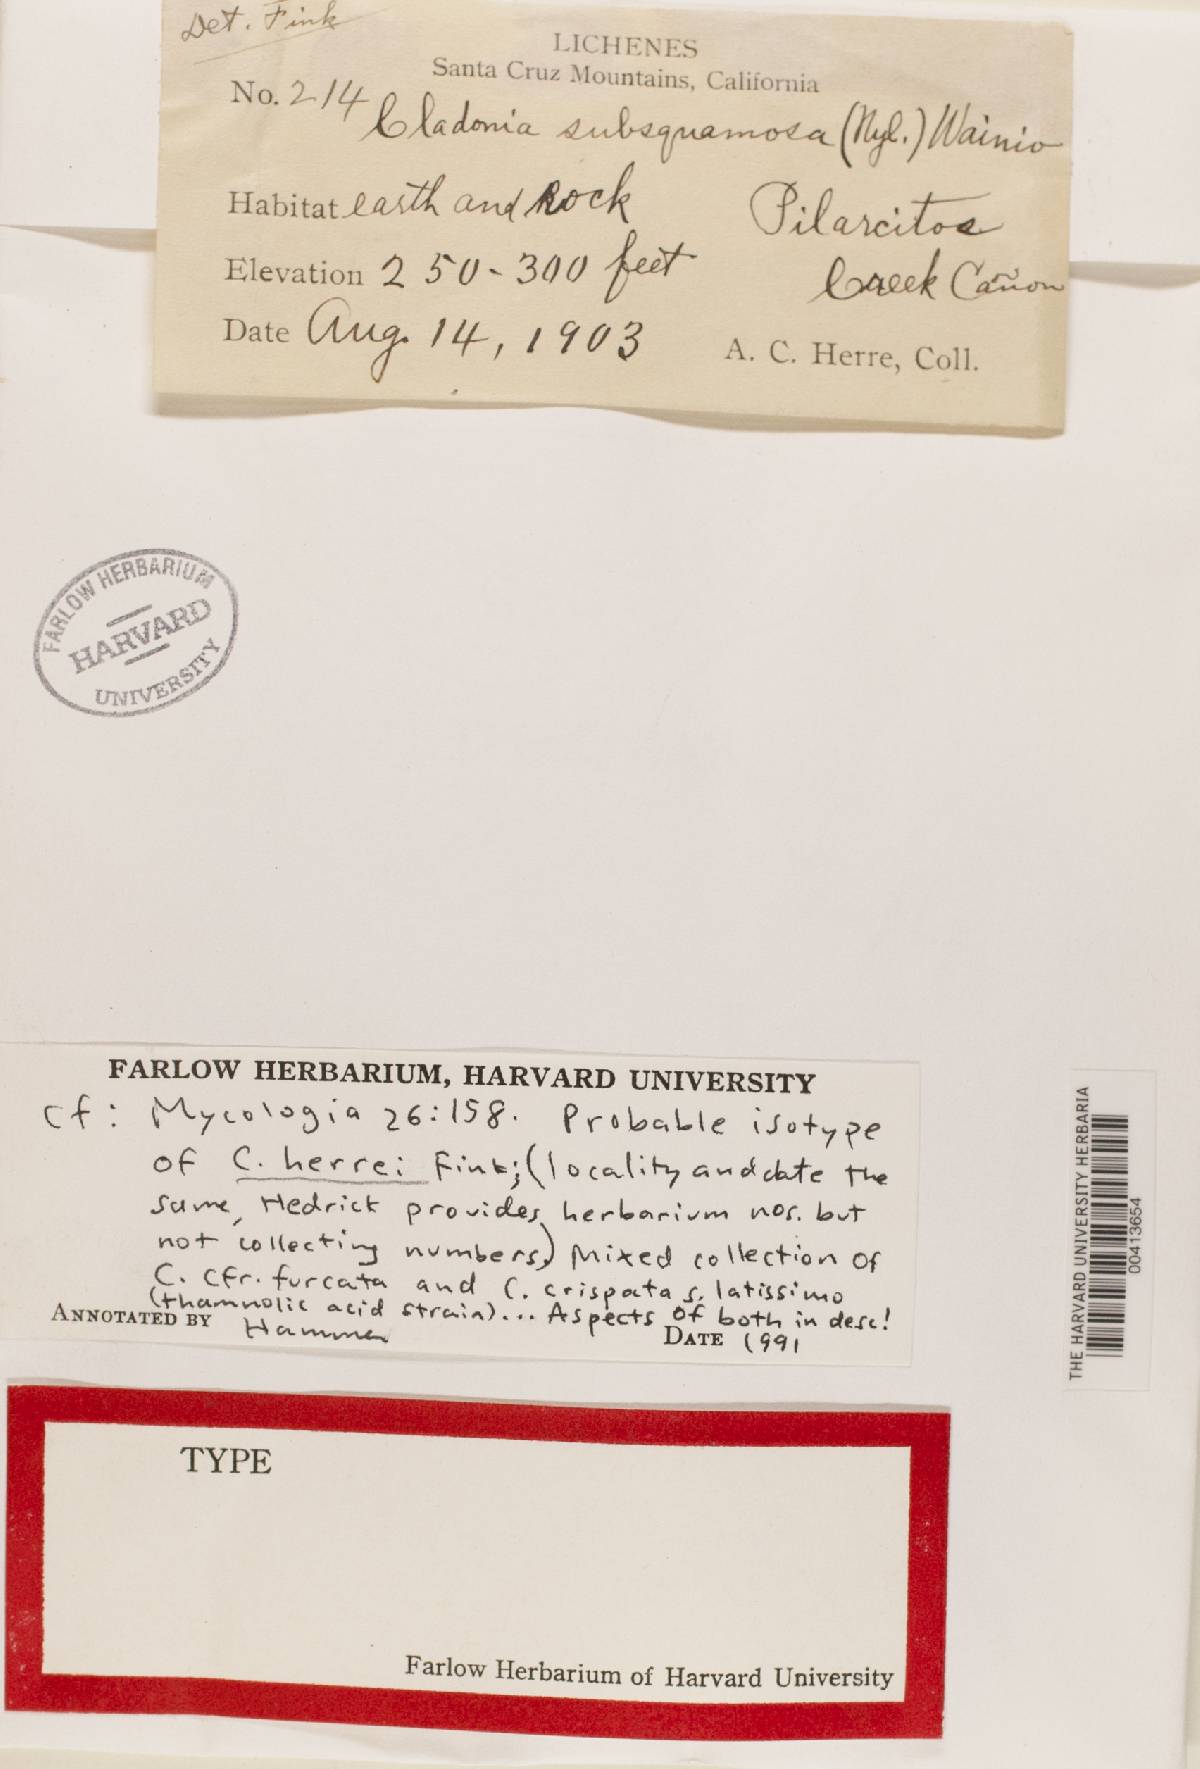 Det. Fink
LICHENES
Santa Cruz Mountains, California
No. 214 Cladonia subsquamosa (Nyl.) Wainio
Habitat earth and Rock
Pilarcitos
Elevation 250-300 feet
Creek Cañon
Date Aug. 14, 1903
A. C. Herre, Coll.
FARLOW HERBARIUM
HARVARD
UNIVERSITY
FARLOW HERBARIUM, HARVARD UNIVERSITY
cf: Mycologia 26:158. Probable isotype
of C. herrei Fink; (locality and date the
same, Hedrick provides herbarium nos. but
not collecting numbers) Mixed collection of
C. cfr. furcata and C. crispata s. latissimo
(thamnolic acid strain)... Aspects of both in desc!
ANNOTATED BY Hammer DATE 1991
THE HARVARD UNIVERSITY HERBARIA
00413654
TYPE
Farlow Herbarium of Harvard University